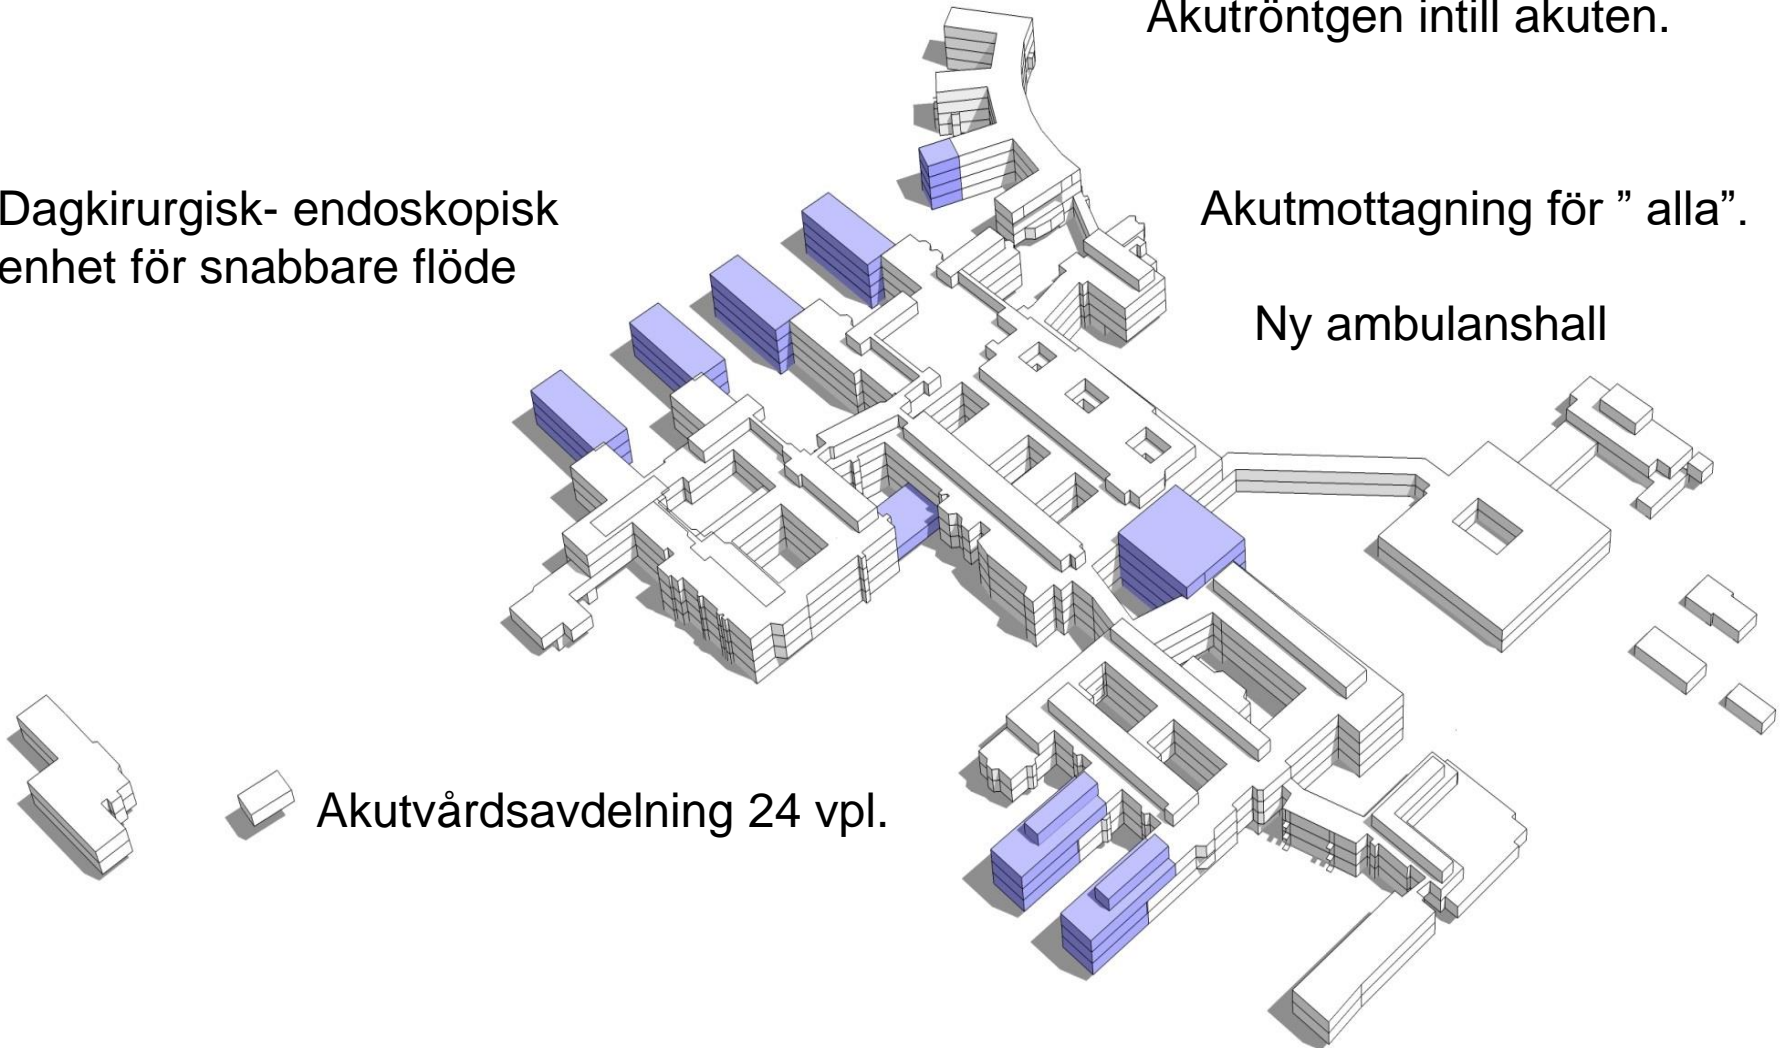 Akutröntgen intill akuten.
Dagkirurgisk- endoskopisk
enhet för snabbare flöde
Akutmottagning för ” alla”.
Ny ambulanshall
Akutvårdsavdelning 24 vpl.